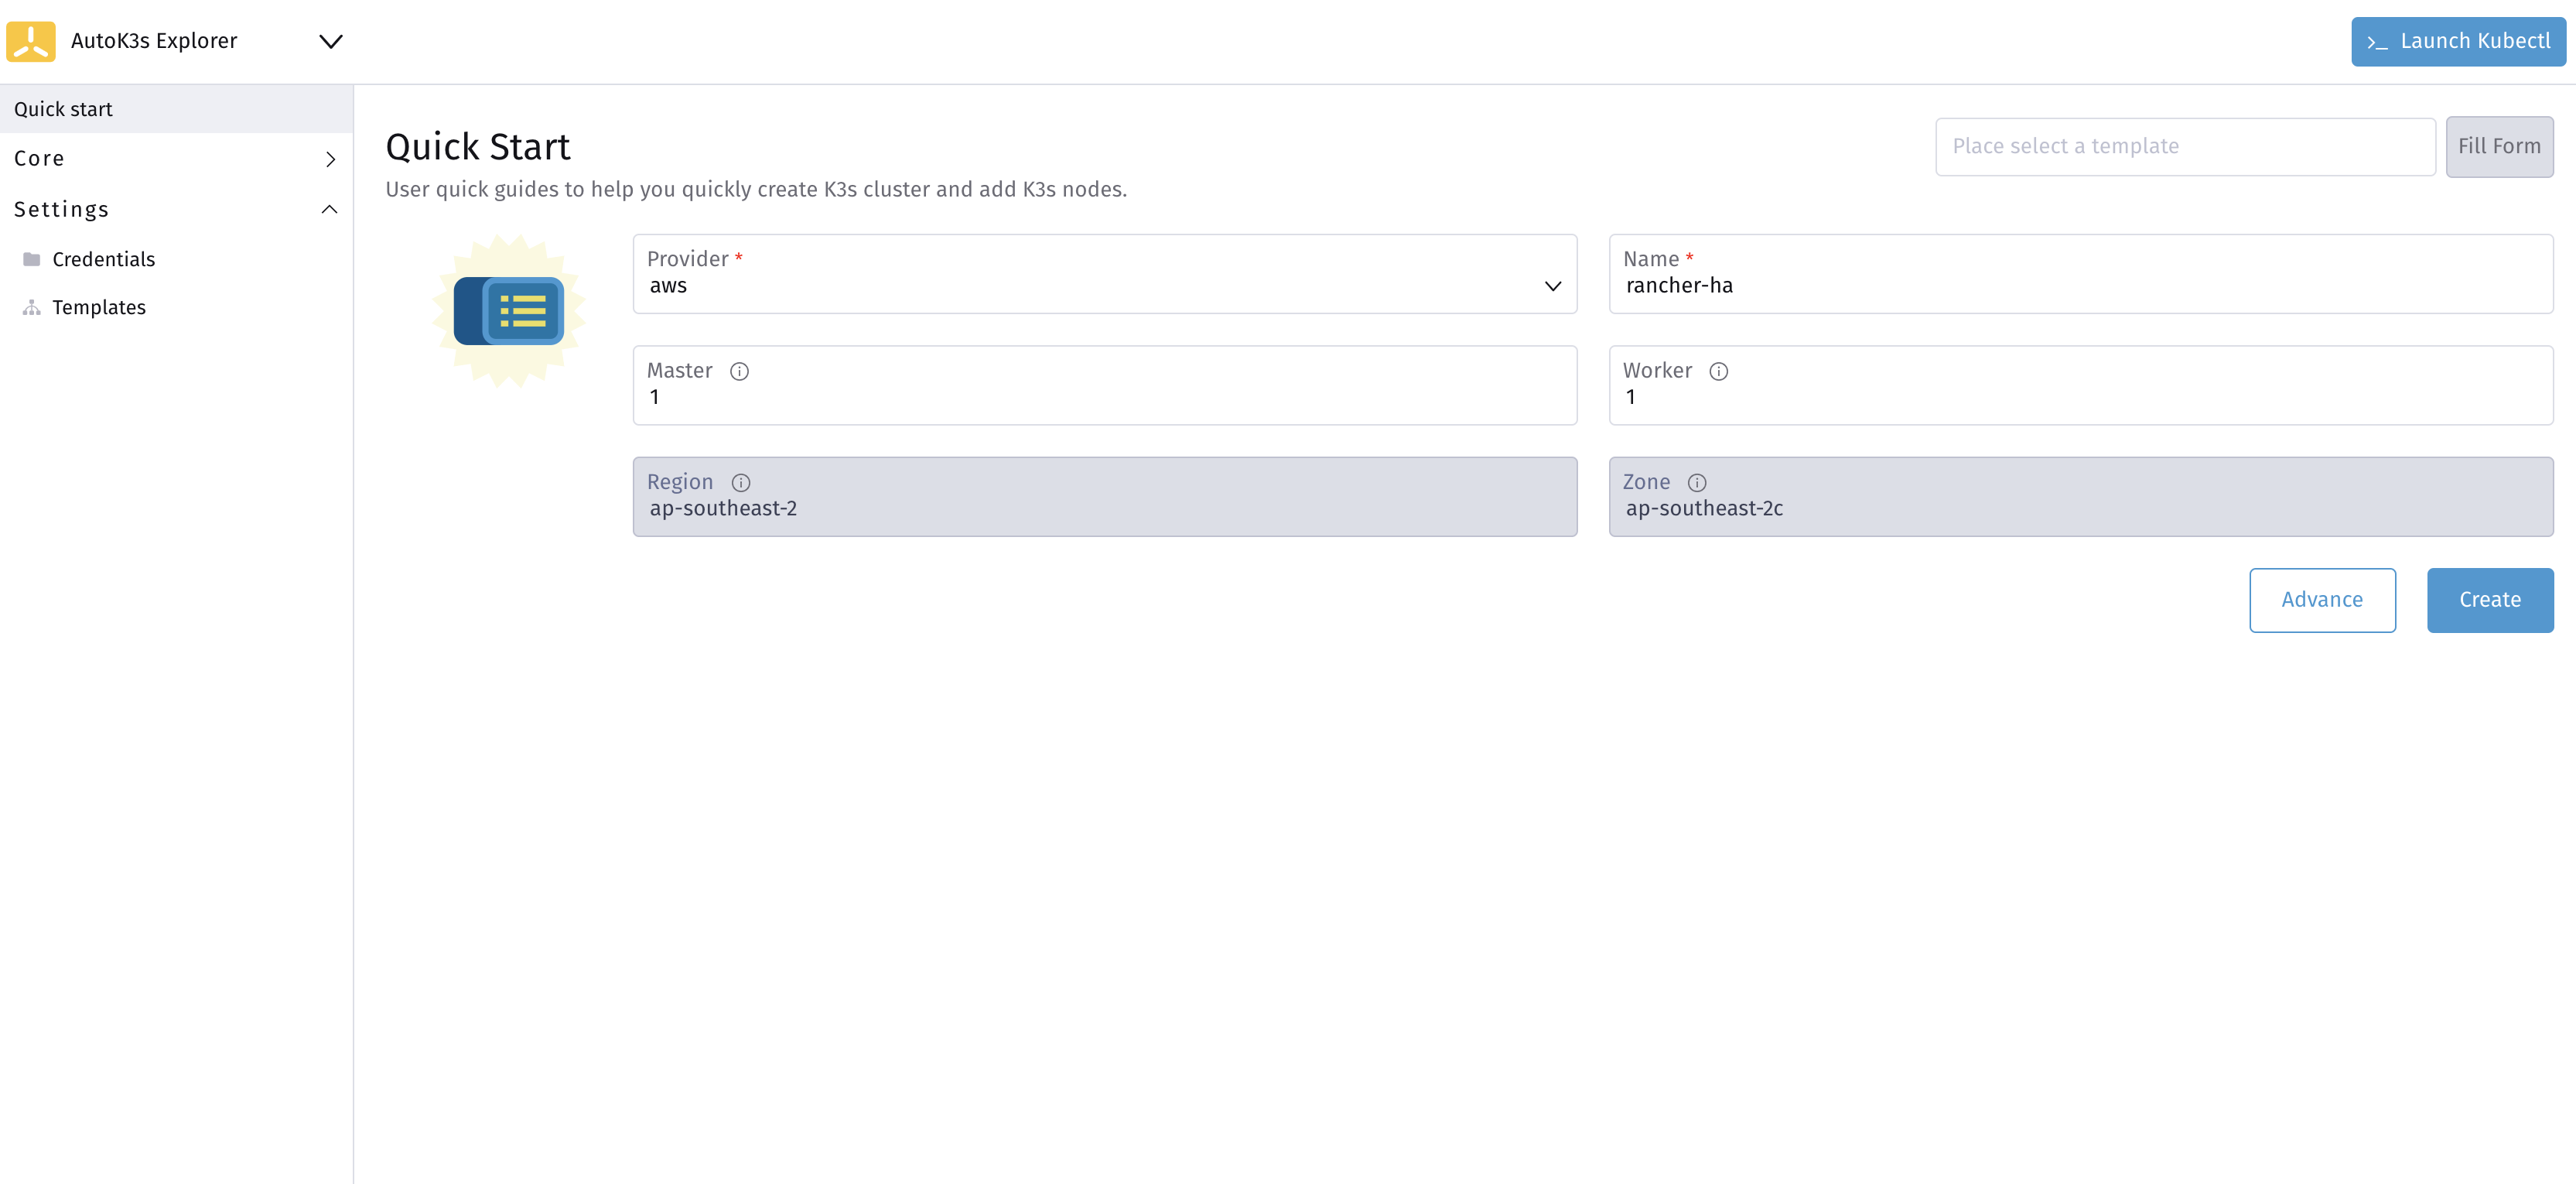 AutoK3s Explorer
>_ Launch Kubectl
Quick start
Core
Settings
Credentials
Templates
Quick Start
User quick guides to help you quickly create K3s cluster and add K3s nodes.
Place select a template
Fill Form
Provider *
aws
Name *
rancher-ha
Master
1
Worker
1
Region
ap-southeast-2
Zone
ap-southeast-2c
Advance
Create